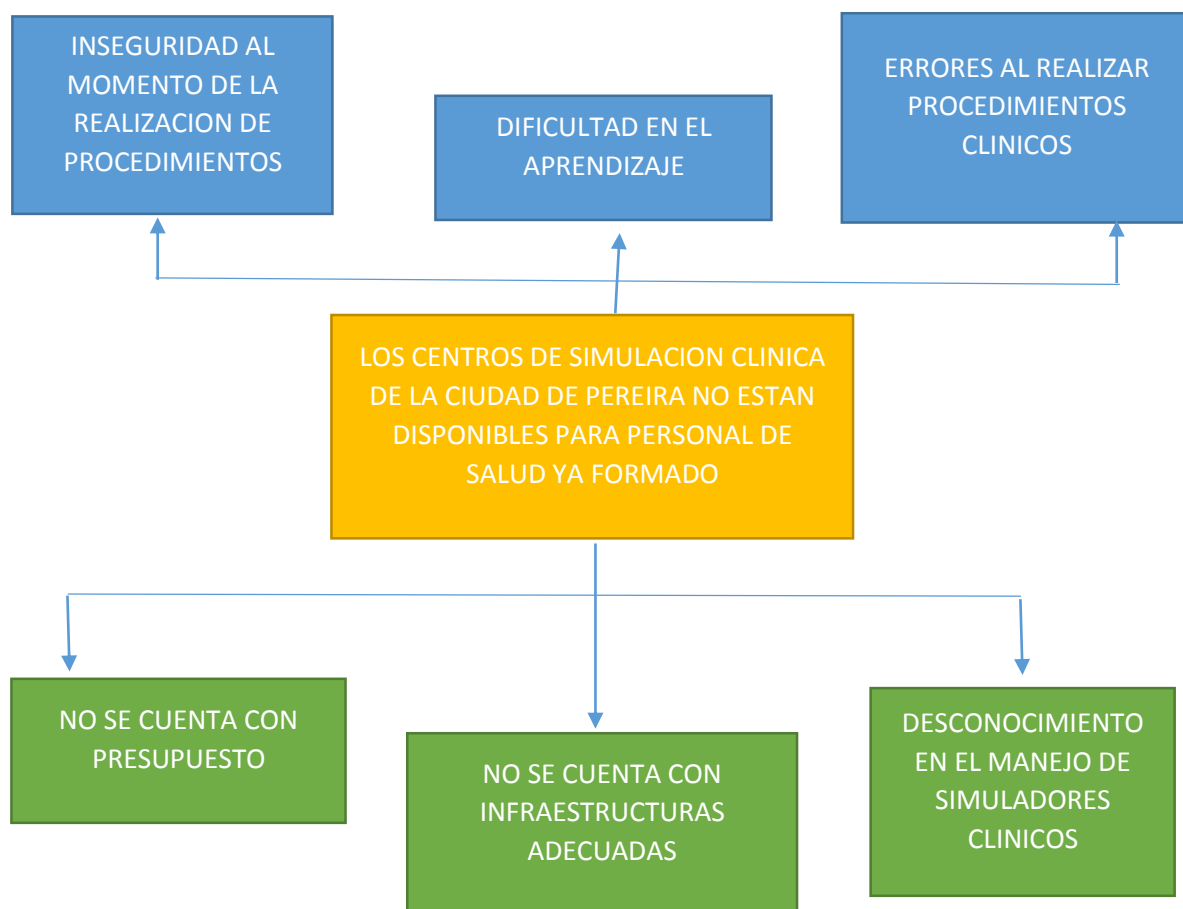 INSEGURIDAD AL
MOMENTO DE LA
REALIZACION DE
PROCEDIMIENTOS
DIFICULTAD EN EL
APRENDIZAJE
ERRORES AL REALIZAR
PROCEDIMIENTOS
CLINICOS
LOS CENTROS DE SIMULACION CLINICA
DE LA CIUDAD DE PEREIRA NO ESTAN
DISPONIBLES PARA PERSONAL DE
SALUD YA FORMADO
NO SE CUENTA CON
PRESUPUESTO
NO SE CUENTA CON
INFRAESTRUCTURAS
ADECUADAS
DESCONOCIMIENTO
EN EL MANEJO DE
SIMULADORES
CLINICOS